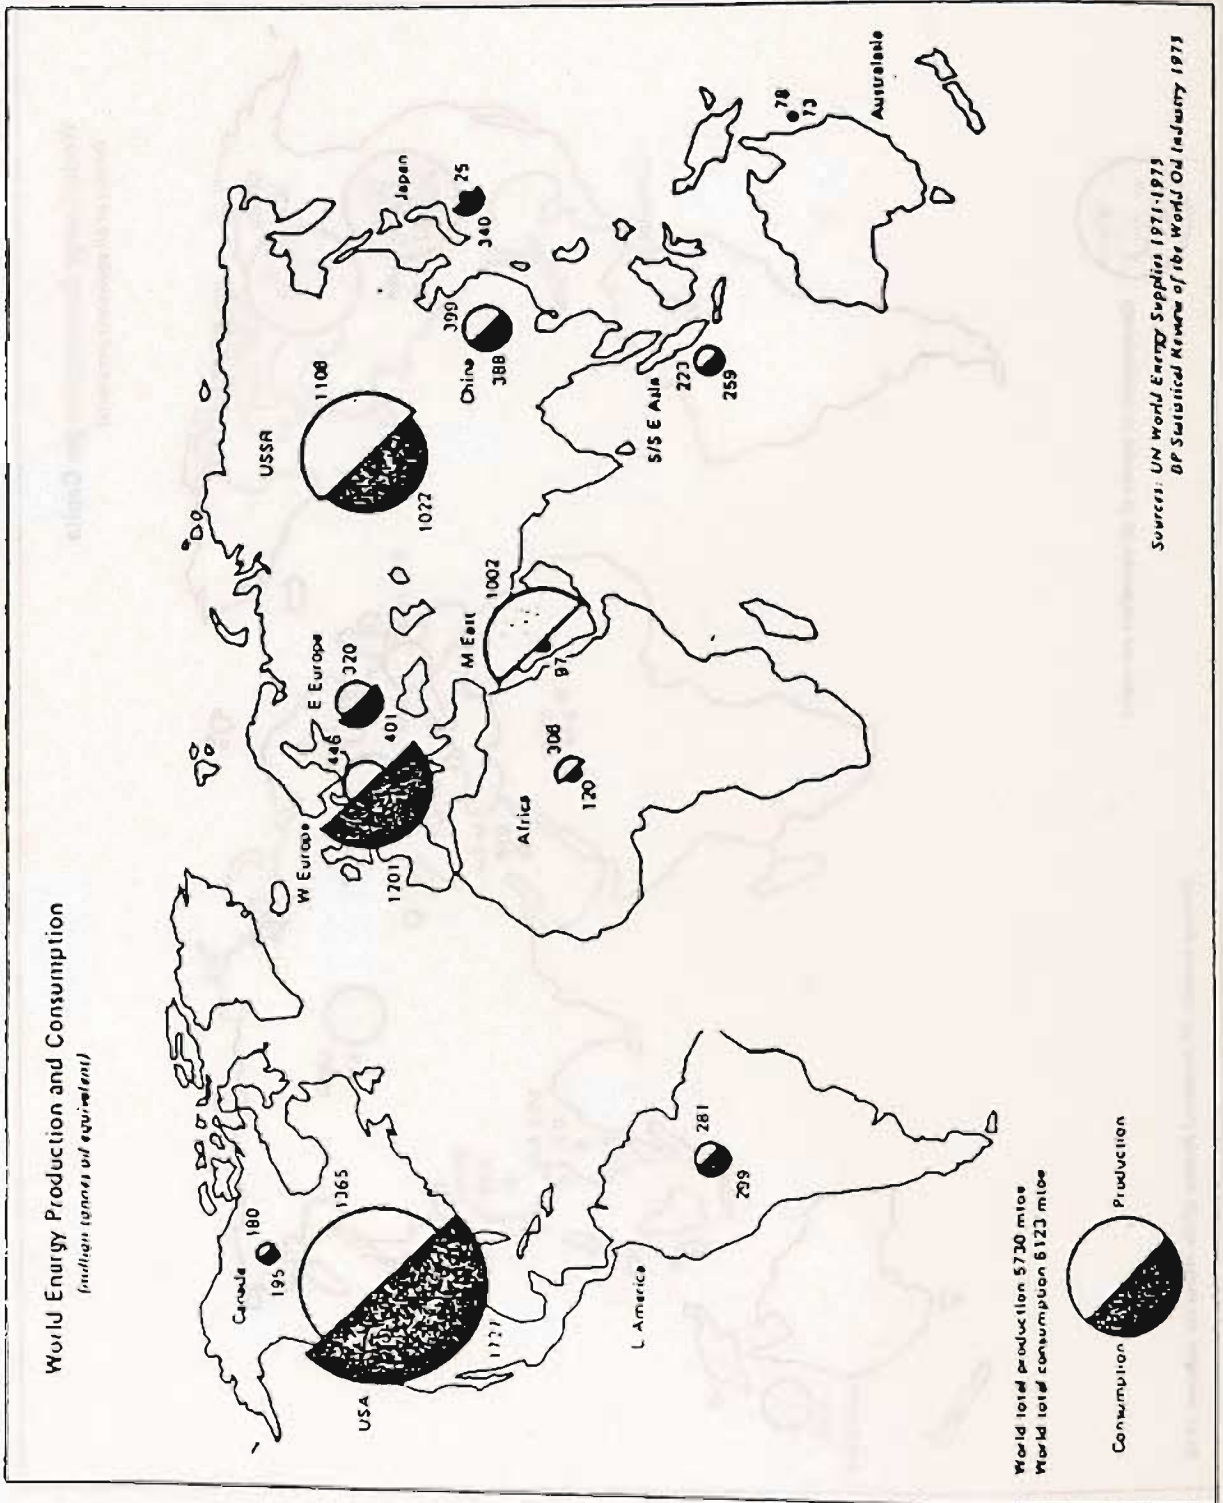 World Energy Production and Consumption
(million tonnes oil equivalent)
Canada
180
195
USA
1365
1721
L America
281
299
W Europe
446
1201
E Europe
320
401
USSR
1108
1022
M East
1002
97
Africa
308
120
China
399
388
Japan
25
340
S/S E Asia
223
259
Australasia
78
73
World total production 5730 mtoe
World total consumption 6123 mtoe
Consumption
Production
Sources: UN World Energy Supplies 1971-1975
BP Statistical Review of the World Oil Industry 1975